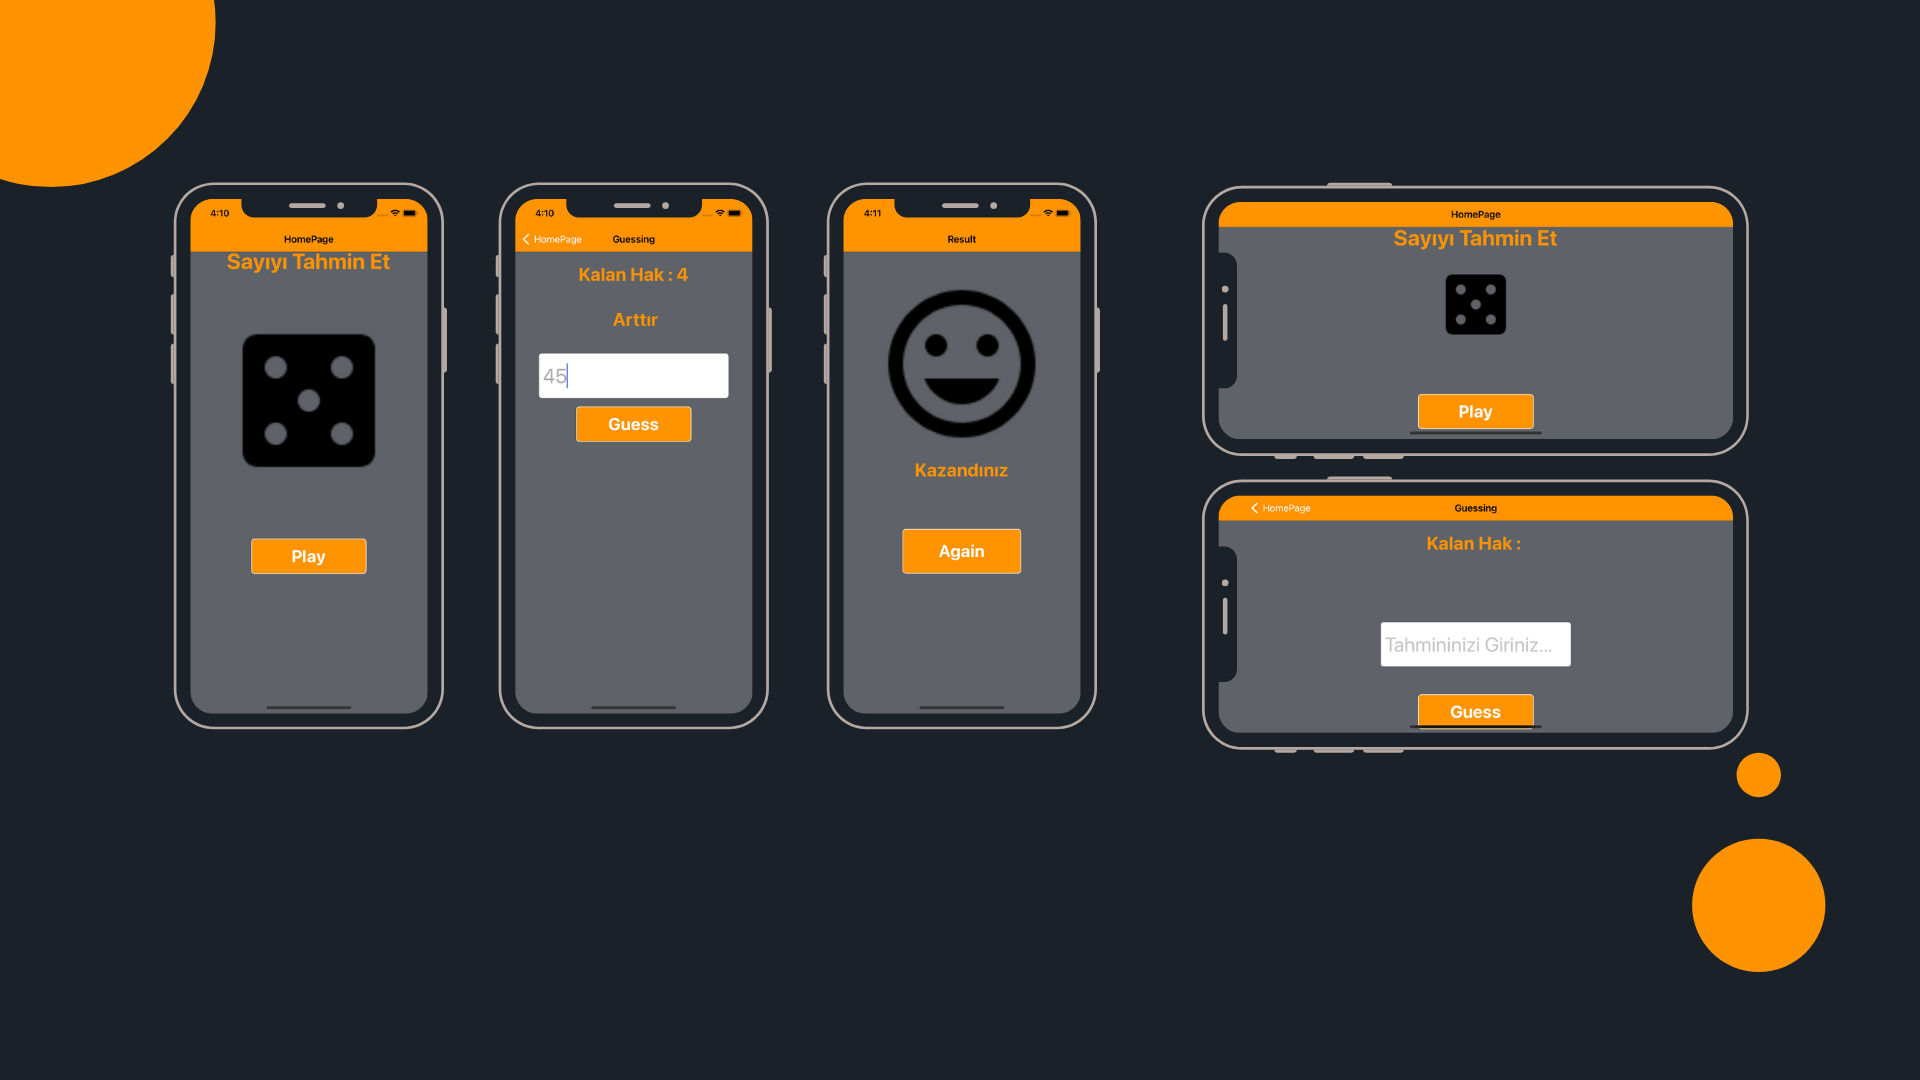 4:10
HomePage
Sayıyı Tahmin Et
Play
4:10
HomePage
Guessing
Kalan Hak : 4
Arttır
45
Guess
4:11
Result
Kazandınız
Again
HomePage
Sayıyı Tahmin Et
Play
HomePage
Guessing
Kalan Hak :
Tahmininizi Giriniz...
Guess